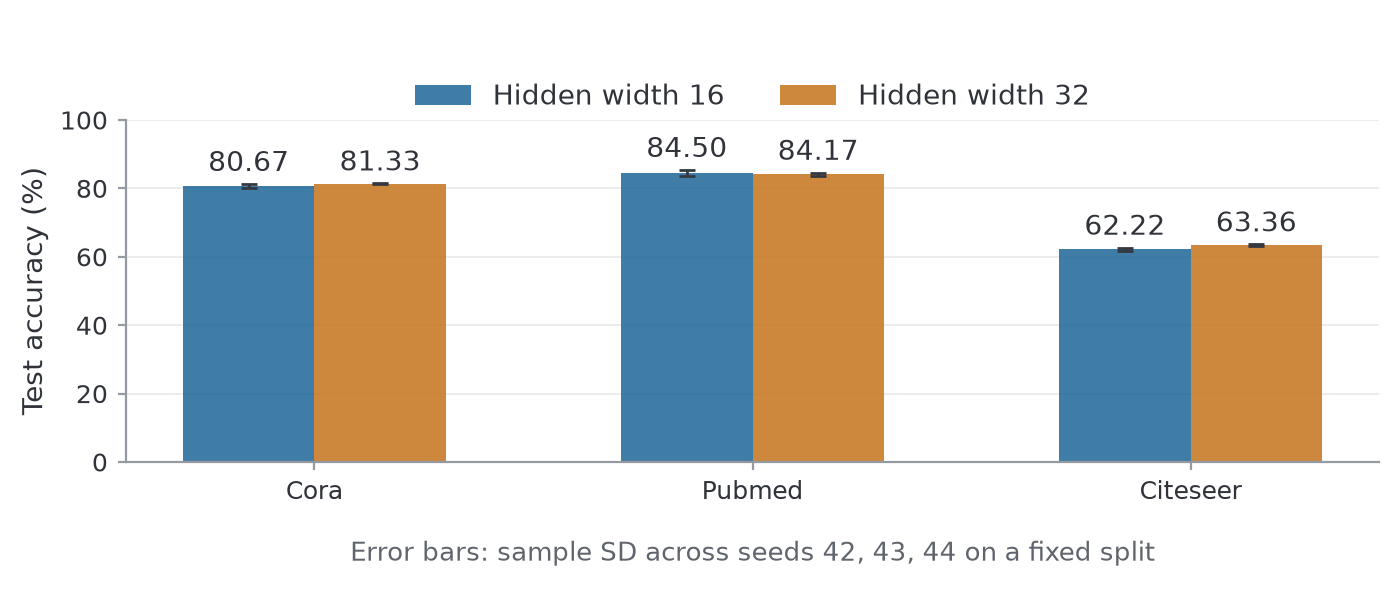 Hidden width 16 Hidden width 32
100
80
60
40
20
0
Test accuracy (%)
80.67 81.33 84.50 84.17 62.22 63.36
Cora Pubmed Citeseer
Error bars: sample SD across seeds 42, 43, 44 on a fixed split